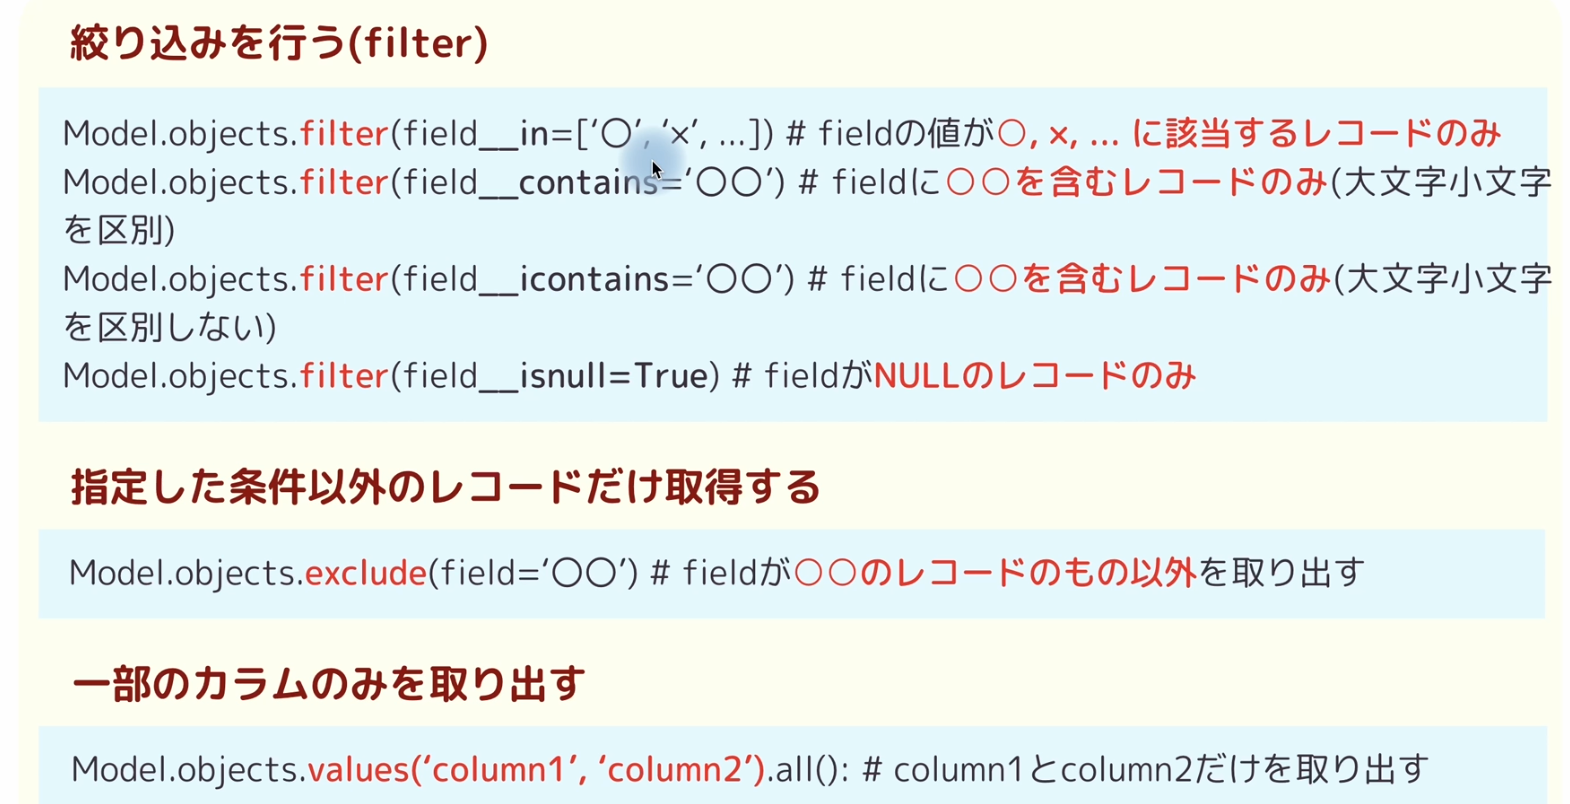 絞り込みを行う(filter)
Model.objects.filter(field__in=[‘〇’, ‘×’, ...]) # fieldの値が〇, ×, ... に該当するレコードのみ
Model.objects.filter(field__contains=‘〇〇’) # fieldに〇〇を含むレコードのみ(大文字小文字
を区別)
Model.objects.filter(field__icontains=‘〇〇’) # fieldに〇〇を含むレコードのみ(大文字小文字
を区別しない)
Model.objects.filter(field__isnull=True) # fieldがNULLのレコードのみ
指定した条件以外のレコードだけ取得する
Model.objects.exclude(field=‘〇〇’) # fieldが〇〇のレコードのもの以外を取り出す
一部のカラムのみを取り出す
Model.objects.values(‘column1’, ‘column2’).all(): # column1とcolumn2だけを取り出す